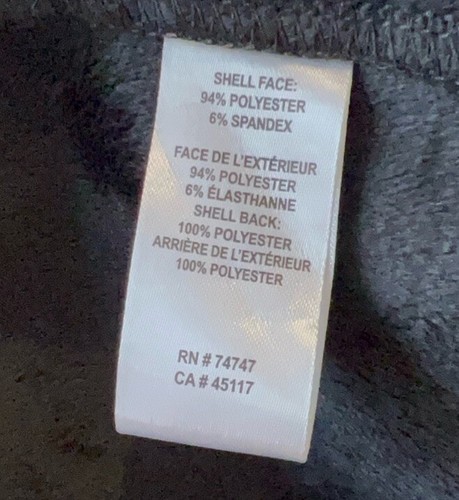 SHELL FACE:
94% POLYESTER
6% SPANDEX
FACE DE L'EXTÉRIEUR
94% POLYESTER
6% ÉLASTHANNE
SHELL BACK:
100% POLYESTER
ARRIÈRE DE L'EXTÉRIEUR
100% POLYESTER
RN # 74747
CA # 45117